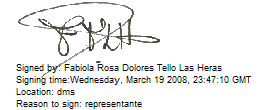 Signed by: Fabiola Rosa Dolores Tello Las Heras
Signing time:Wednesday, March 19 2008, 23:47:10 GMT
Location: dms
Reason to sign: representante